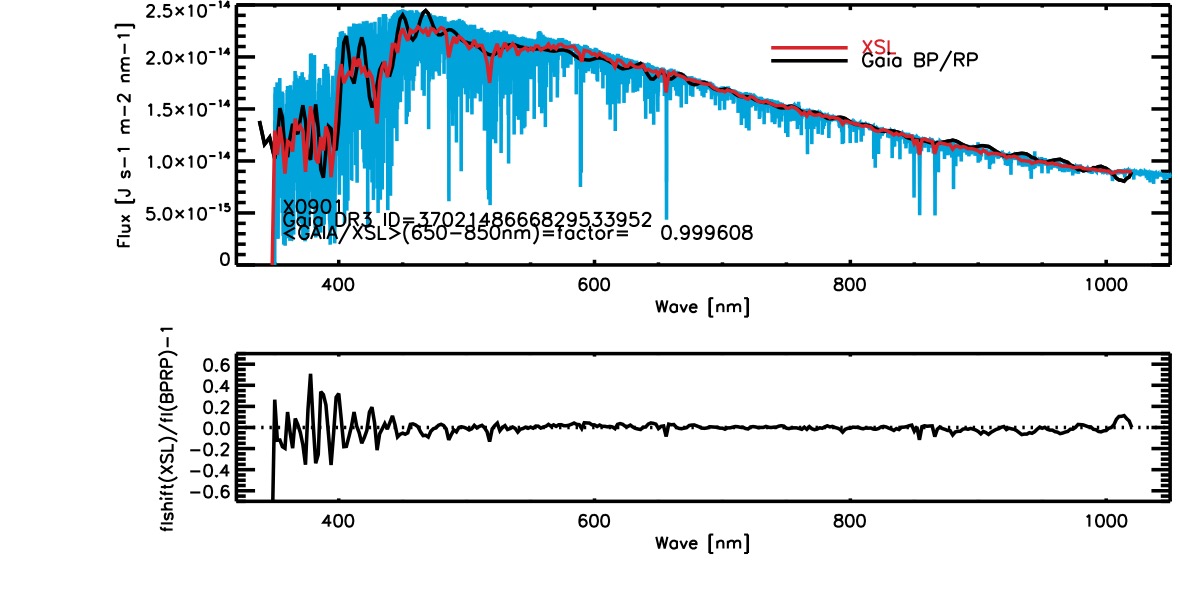 2.5×10⁻¹⁴
2.0×10⁻¹⁴
1.5×10⁻¹⁴
1.0×10⁻¹⁴
5.0×10⁻¹⁵
0
Flux [J s−1 m−2 nm−1]
XSL
Gaia BP/RP
X0901
Gaia DR3 ID=3702148666829533952
<GAIA/XSL>(650−850nm)=factor= 0.999608
400 600 800 1000
Wave [nm]
0.6
0.4
0.2
0.0
−0.2
−0.4
−0.6
flshift(XSL)/fl(BPRP)−1
400 600 800 1000
Wave [nm]